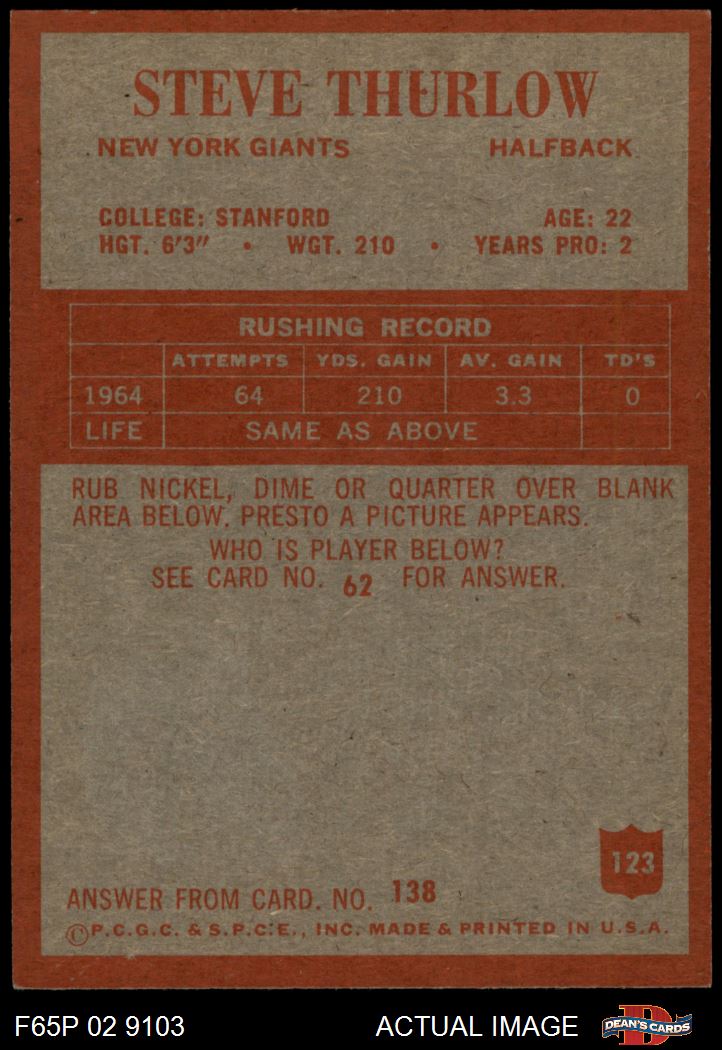 STEVE THURLOW
NEW YORK GIANTS HALFBACK
COLLEGE: STANFORD AGE: 22
HGT. 6'3" • WGT. 210 • YEARS PRO: 2
RUSHING RECORD
ATTEMPTS YDS. GAIN AV. GAIN TD'S
1964 64 210 3.3 0
LIFE SAME AS ABOVE
RUB NICKEL, DIME OR QUARTER OVER BLANK
AREA BELOW. PRESTO A PICTURE APPEARS.
WHO IS PLAYER BELOW?
SEE CARD NO. 62 FOR ANSWER.
123
ANSWER FROM CARD. NO. 138
©P.C.G.C. & S.P.C.E., INC. MADE & PRINTED IN U.S.A.
F65P 02 9103 ACTUAL IMAGE D DEAN'S CARDS